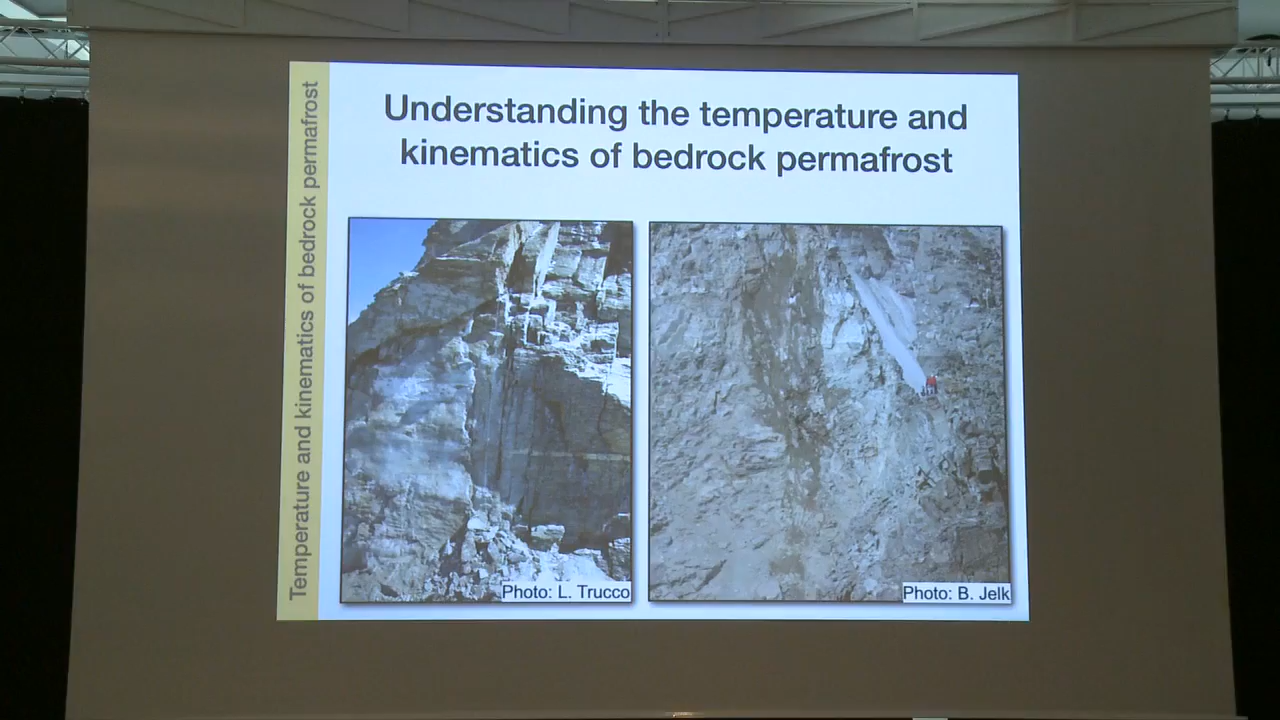 Understanding the temperature and
kinematics of bedrock permafrost
Temperature and kinematics of bedrock permafrost
Photo: L. Trucco
Photo: B. Jelk